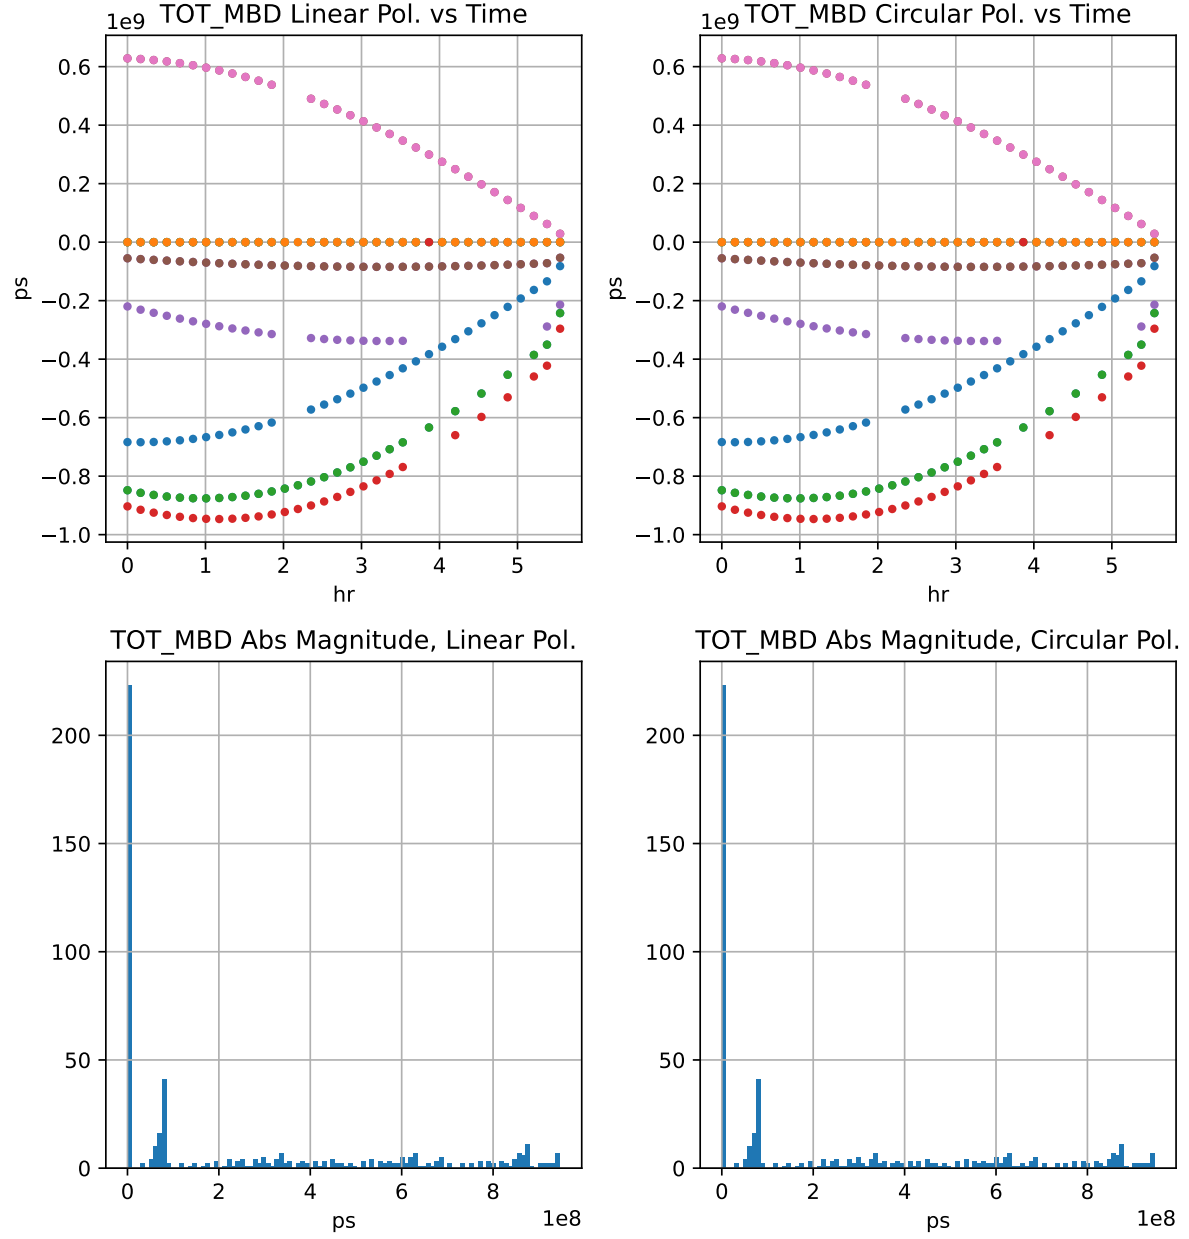 TOT_MBD Linear Pol. vs Time
1e9
0.6
0.4
0.2
0.0
−0.2
−0.4
−0.6
−0.8
−1.0
ps
0 1 2 3 4 5
hr
TOT_MBD Circular Pol. vs Time
1e9
0.6
0.4
0.2
0.0
−0.2
−0.4
−0.6
−0.8
−1.0
ps
0 1 2 3 4 5
hr
TOT_MBD Abs Magnitude, Linear Pol.
200
150
100
50
0
0 2 4 6 8
ps
1e8
TOT_MBD Abs Magnitude, Circular Pol.
200
150
100
50
0
0 2 4 6 8
ps
1e8